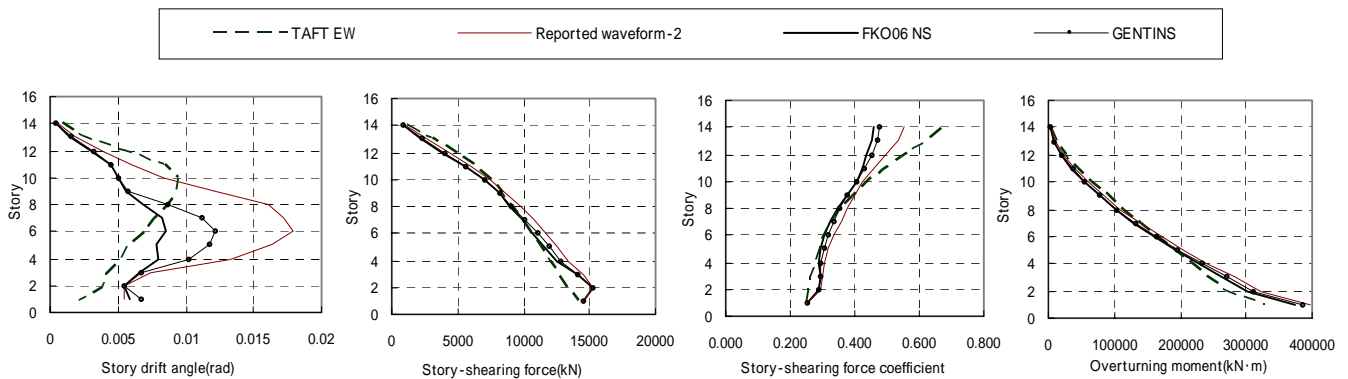 TAFT EW Reported waveform-2 FKO06 NS GENTINS
16
14
12
10
8
6
4
2
0
Story
0 0.005 0.01 0.015 0.02
Story drift angle(rad)
16
14
12
10
8
6
4
2
0
Story
0 5000 10000 15000 20000
Story-shearing force(kN)
16
14
12
10
8
6
4
2
0
Story
0.000 0.200 0.400 0.600 0.800
Story-shearing force coefficient
16
14
12
10
8
6
4
2
0
Story
0 100000 200000 300000 400000
Overturning moment(kN·m)